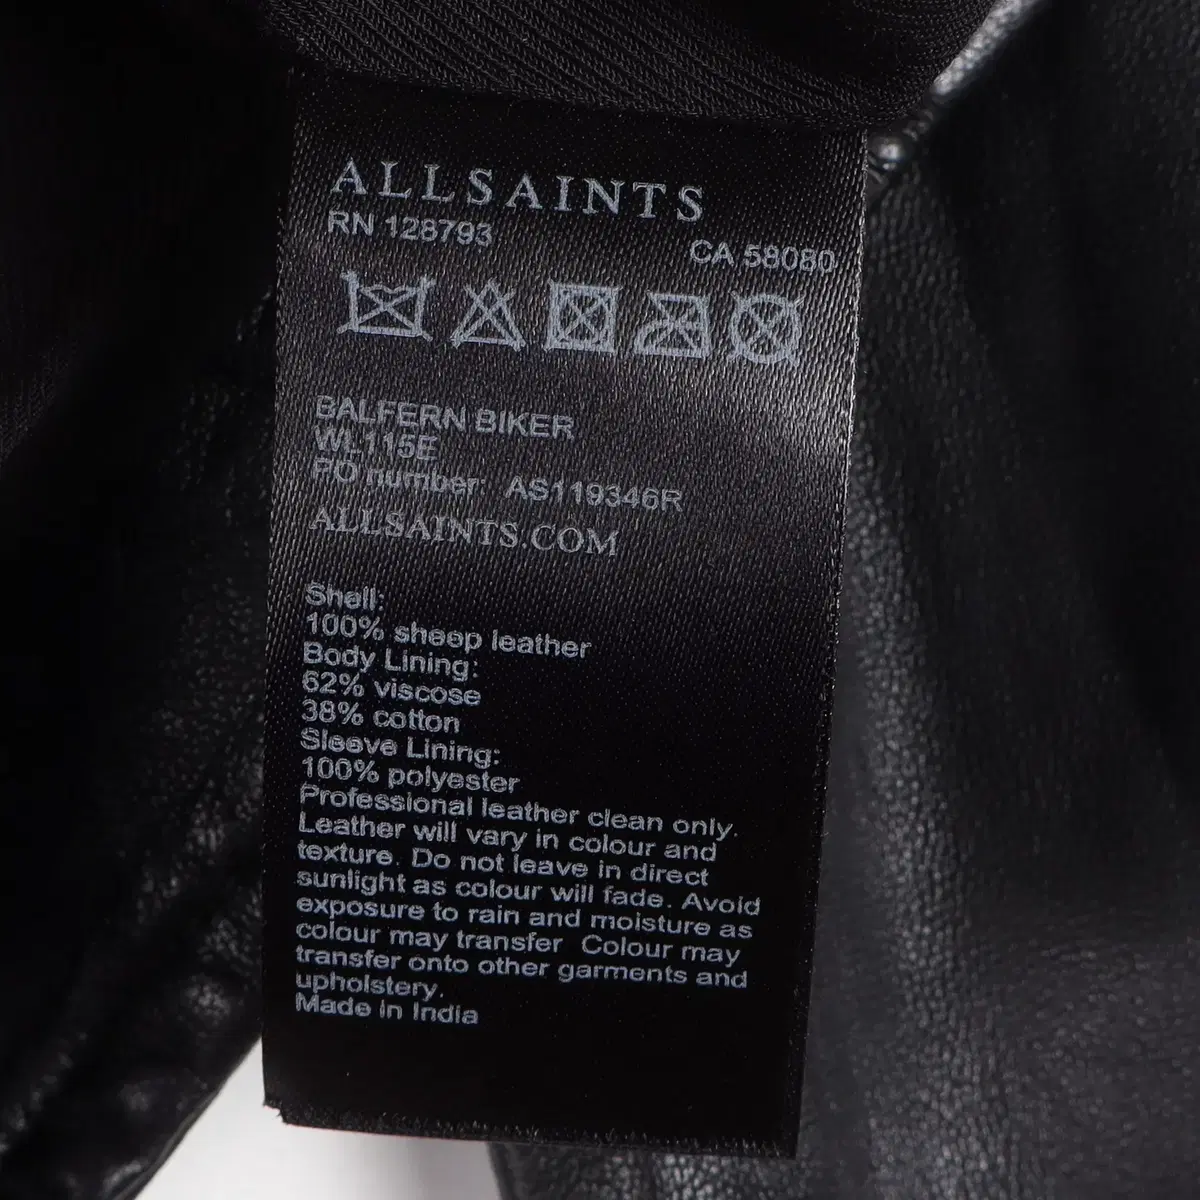 ALLSAINTS
RN 128793
CA 58080
BALFERN BIKER
WL115E
PO number: AS119346R
ALLSAINTS.COM
Shell:
100% sheep leather
Body Lining:
62% viscose
38% cotton
Sleeve Lining:
100% polyester
Professional leather clean only.
Leather will vary in colour and
texture. Do not leave in direct
sunlight as colour will fade. Avoid
exposure to rain and moisture as
colour may transfer Colour may
transfer onto other garments and
upholstery.
Made in India